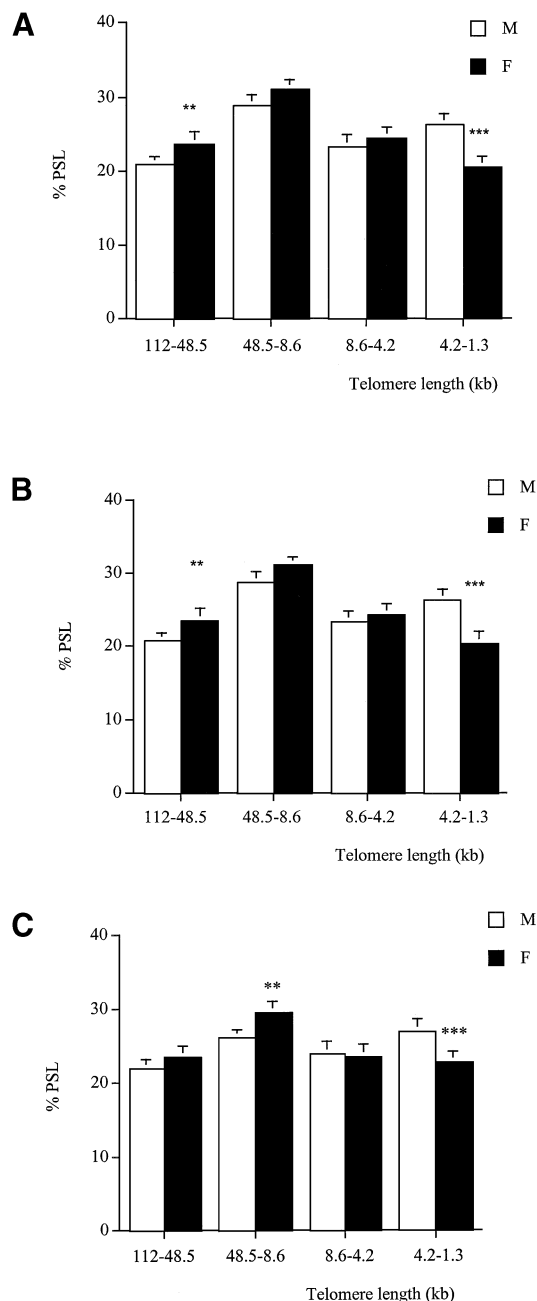 A
40
M
F
30
**
***
20
% PSL
10
0
112-48.5 48.5-8.6 8.6-4.2 4.2-1.3
Telomere length (kb)
B
M
40
F
30
**
***
20
% PSL
10
0
112-48.5 48.5-8.6 8.6-4.2 4.2-1.3
Telomere length (kb)
C
M
40
F
30
**
***
20
% PSL
10
0
112-48.5 48.5-8.6 8.6-4.2 4.2-1.3
Telomere length (kb)